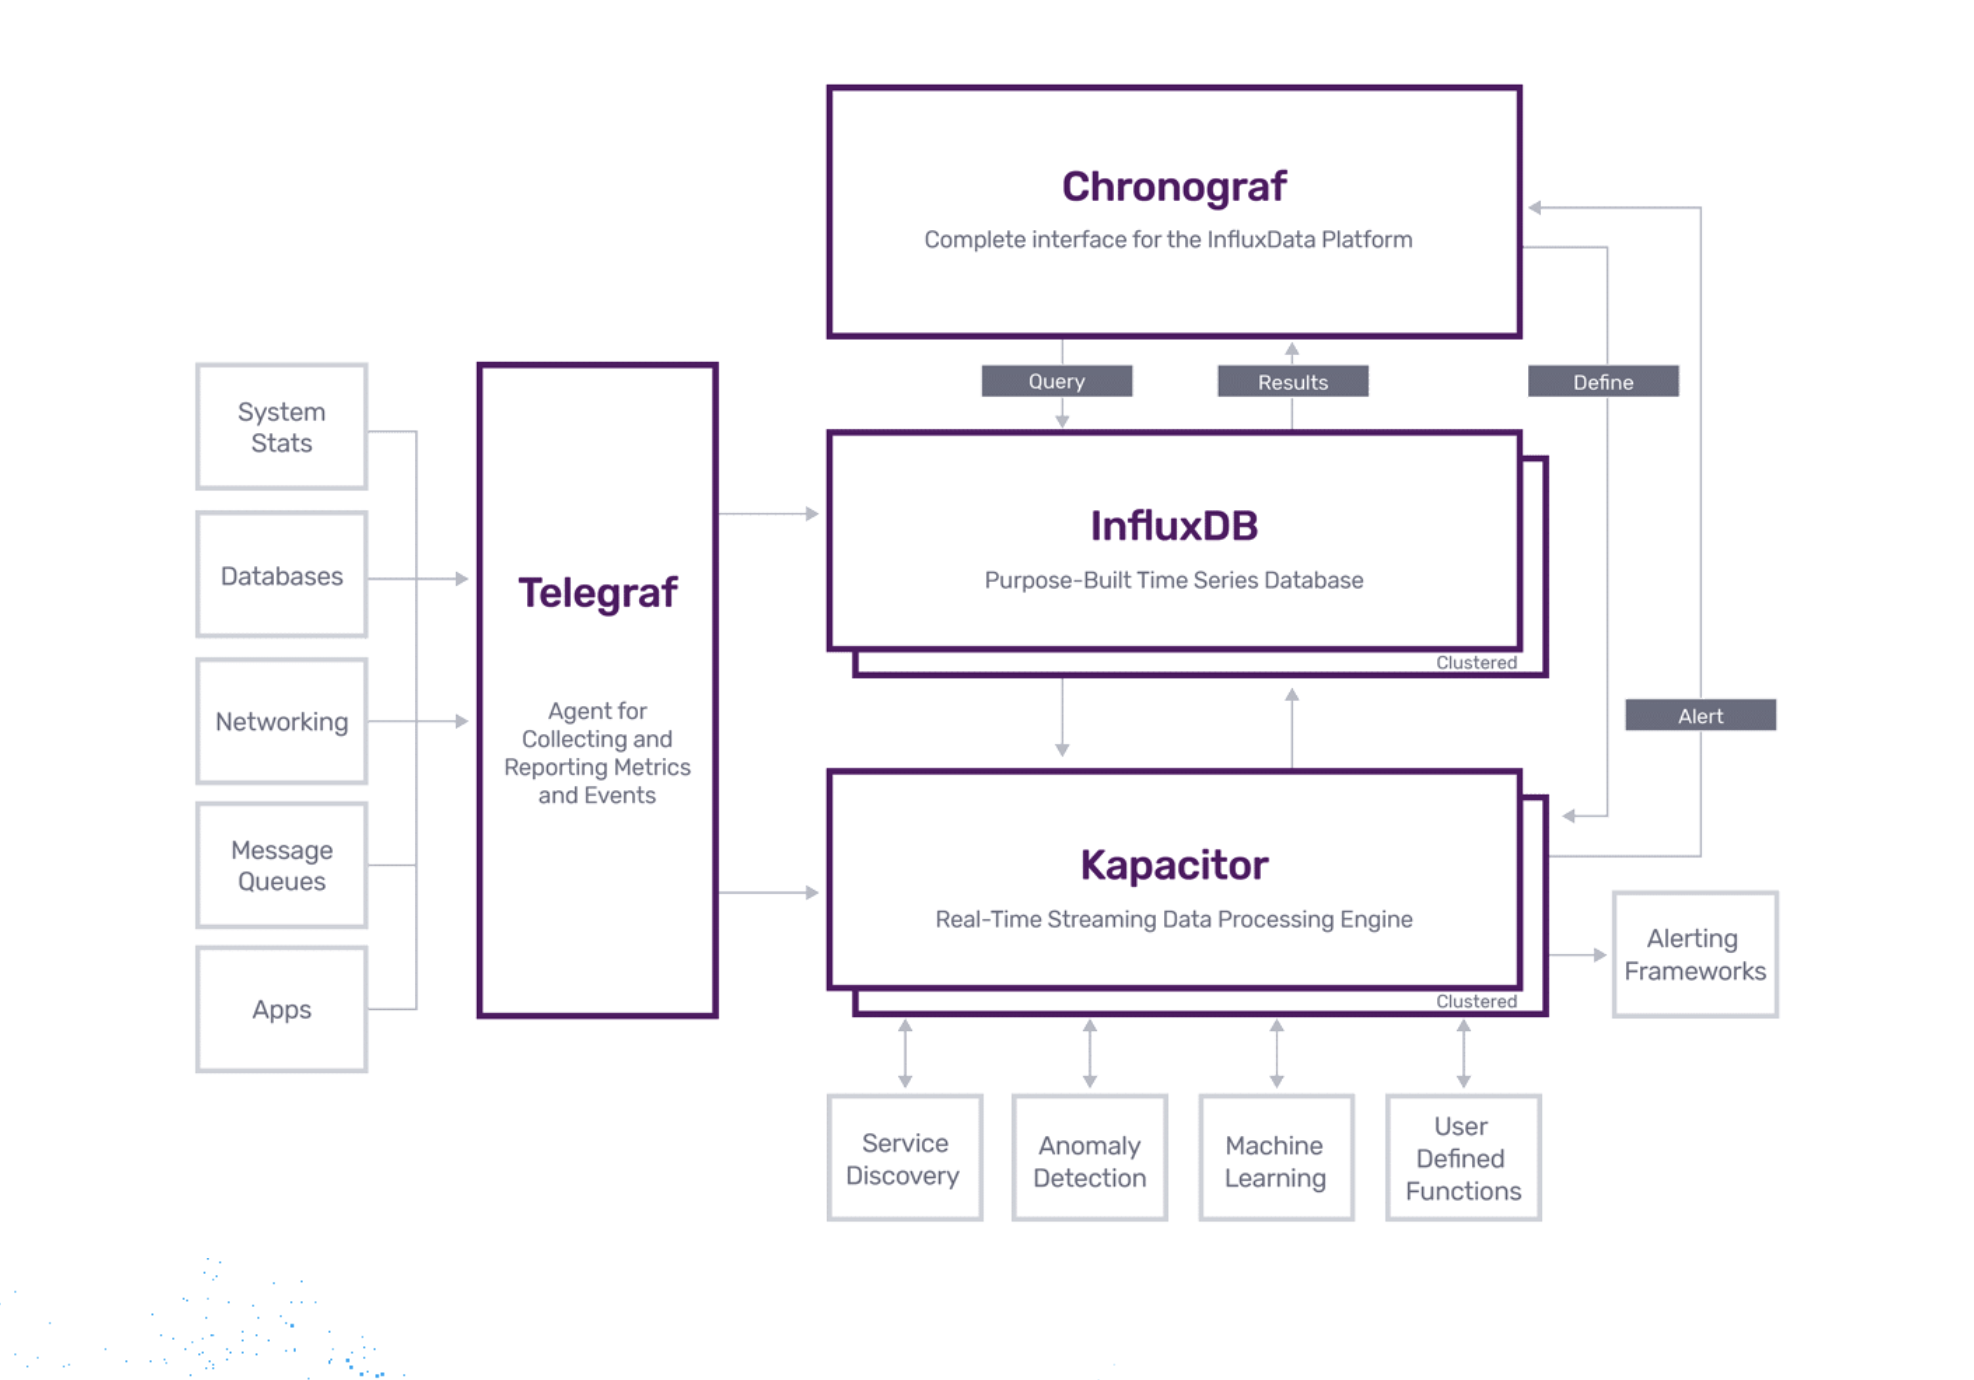 Chronograf
Complete interface for the InfluxData Platform
Query
Results
Define
System
Stats
Databases
Networking
Message
Queues
Apps
Telegraf
Agent for
Collecting and
Reporting Metrics
and Events
InfluxDB
Purpose-Built Time Series Database
Clustered
Alert
Kapacitor
Real-Time Streaming Data Processing Engine
Clustered
Alerting
Frameworks
Service
Discovery
Anomaly
Detection
Machine
Learning
User
Defined
Functions